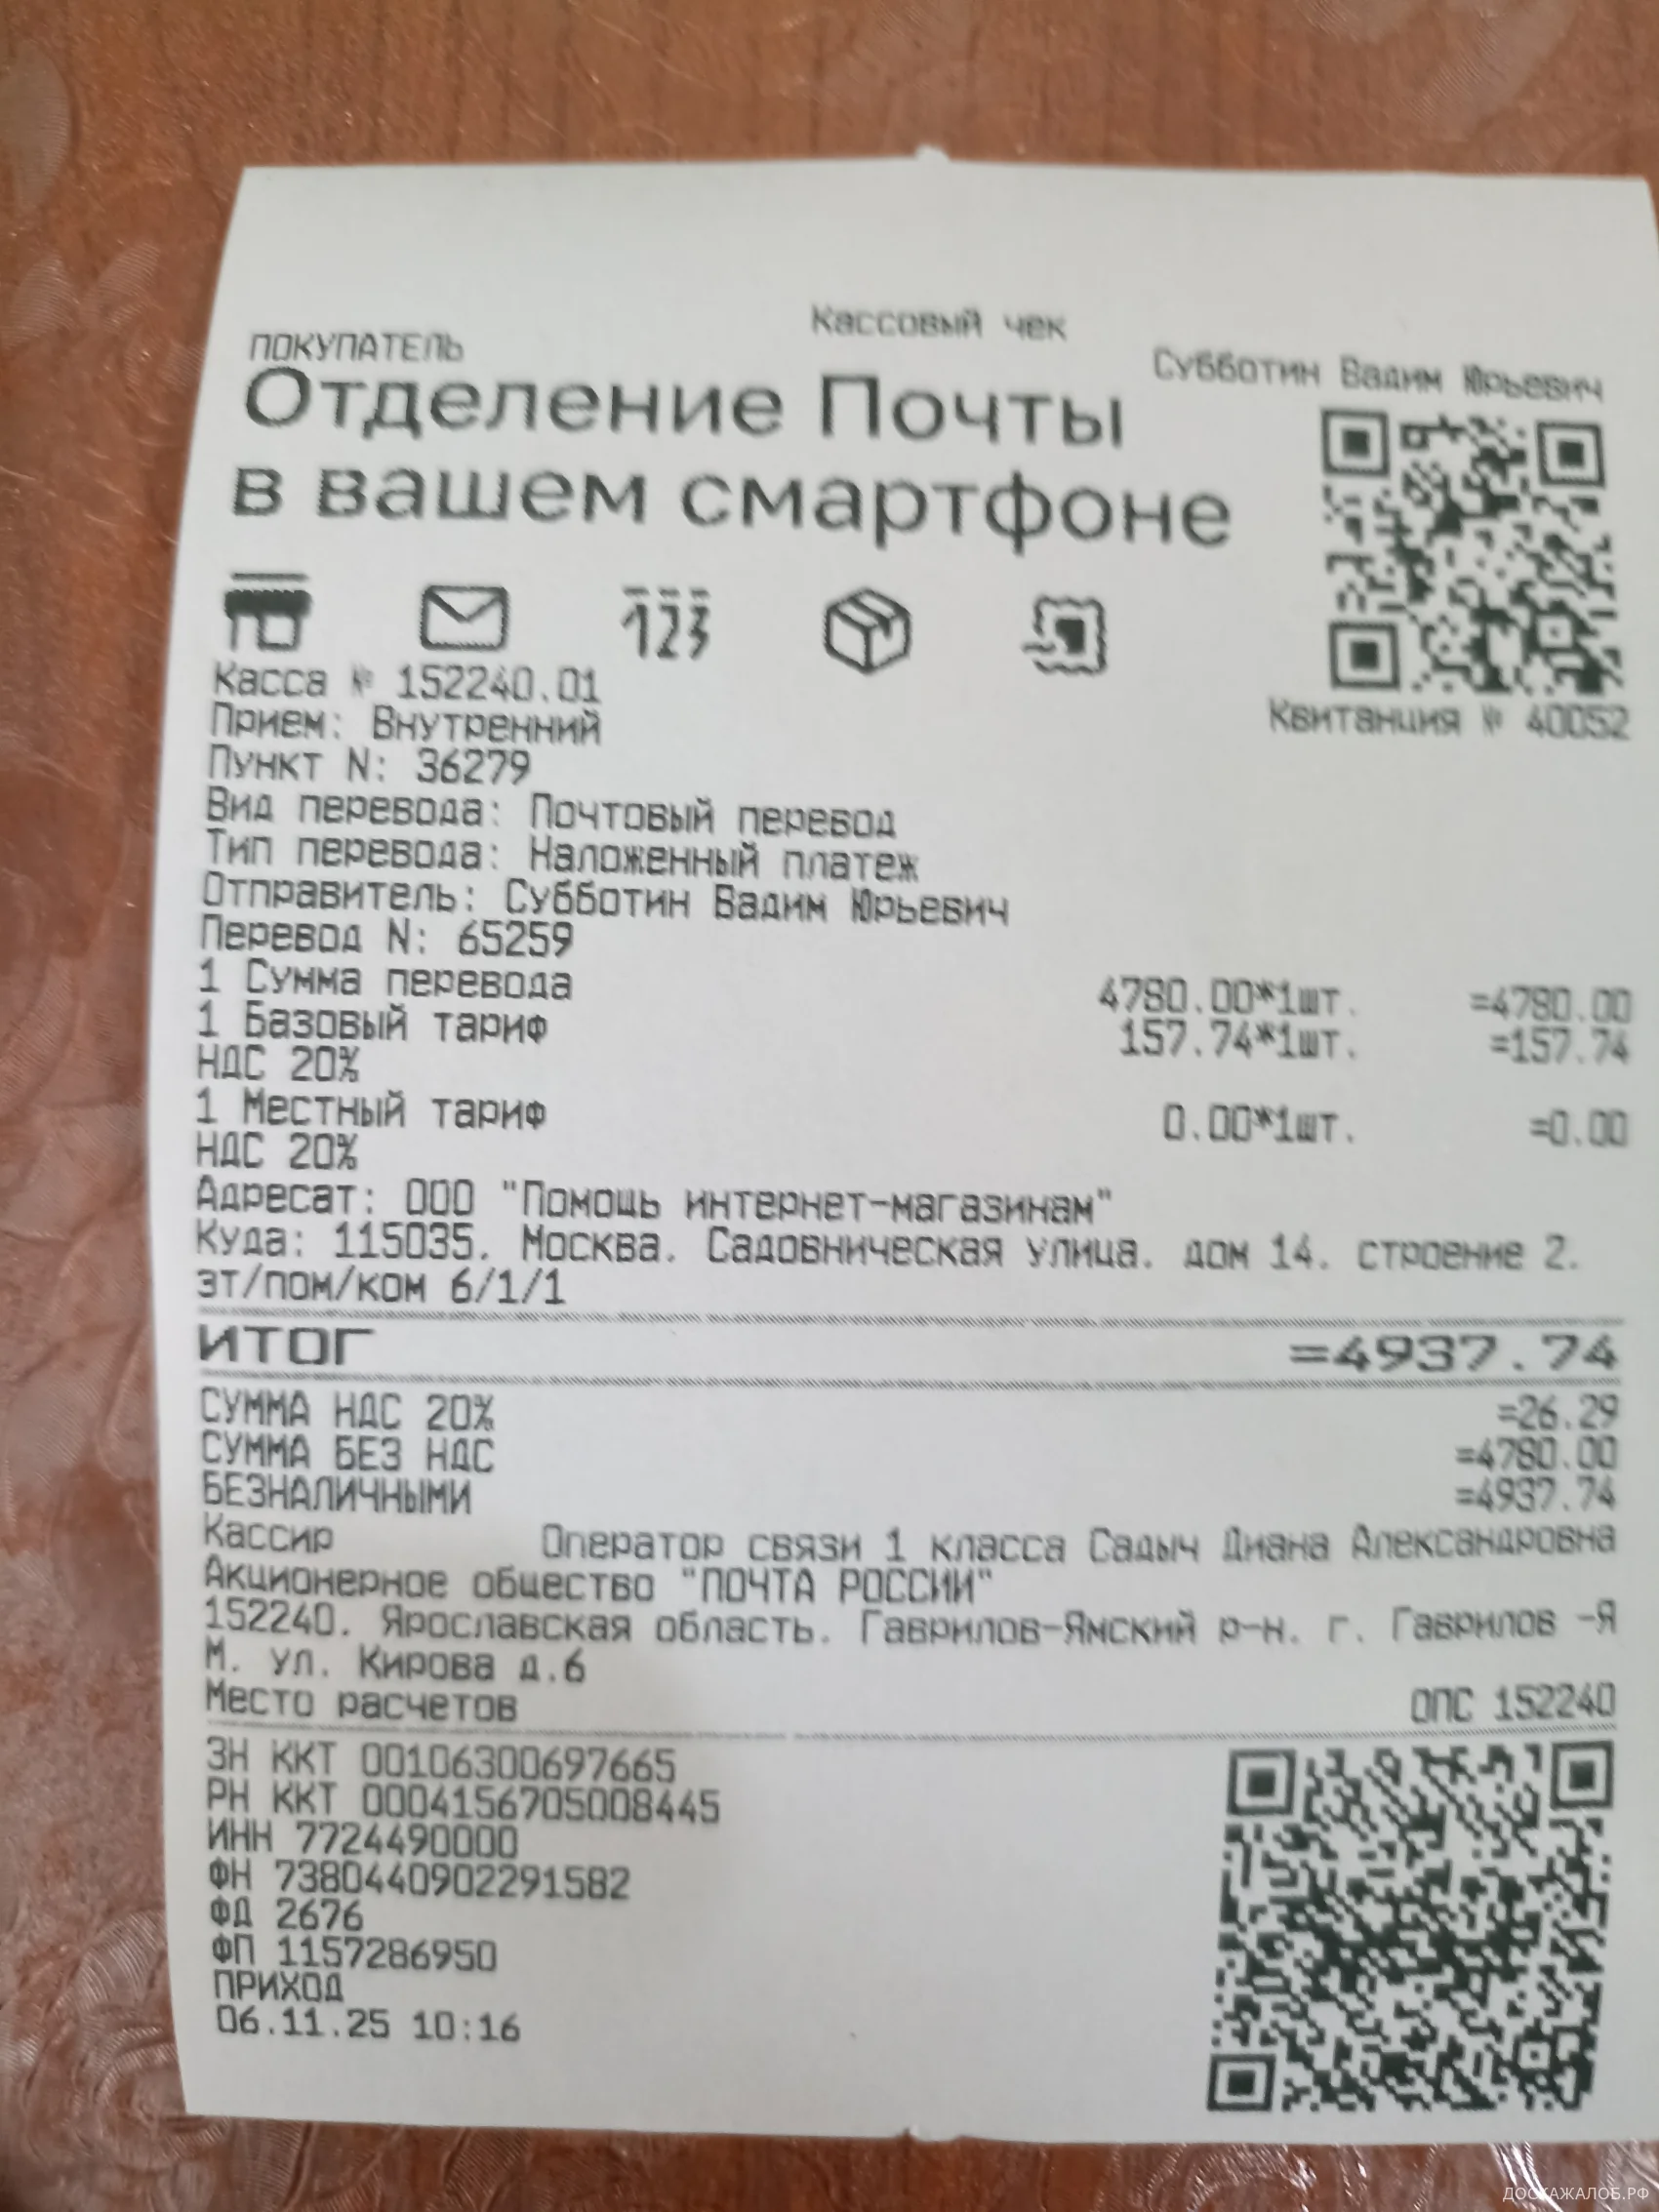 Кассовый чек
ПОКУПАТЕЛЬ Субботин Вадим Юрьевич
Отделение Почты
в вашем смартфоне
123
Касса № 152240.01
Квитанция № 40052
Прием: Внутренний
Пункт N: 36279
Вид перевода: Почтовый перевод
Тип перевода: Наложенный платеж
Отправитель: Субботин Вадим Юрьевич
Перевод N: 65259
1 Сумма перевода 4780.00*1шт. =4780.00
1 Базовый тариф 157.74*1шт. =157.74
НДС 20%
1 Местный тариф 0.00*1шт. =0.00
НДС 20%
Адресат: ООО "Помощь интернет-магазинам"
Куда: 115035, Москва, Садовническая улица, дом 14, строение 2,
эт/пом/ком 6/1/1
ИТОГ =4937.74
СУММА НДС 20% =26.29
СУММА БЕЗ НДС =4780.00
БЕЗНАЛИЧНЫМИ =4937.74
Кассир Оператор связи 1 класса Садыч Диана Александровна
Акционерное общество "ПОЧТА РОССИИ"
152240, Ярославская область, Гаврилов-Ямский р-н, г. Гаврилов -Я
М, ул. Кирова д.6
Место расчетов ОПС 152240
ЗН ККТ 00106300697665
РН ККТ 0004156705008445
ИНН 7724490000
ФН 7380440902291582
ФД 2676
ФП 1157286950
ПРИХОД
06.11.25 10:16
ДОСКАЖАЛОБ.РФ